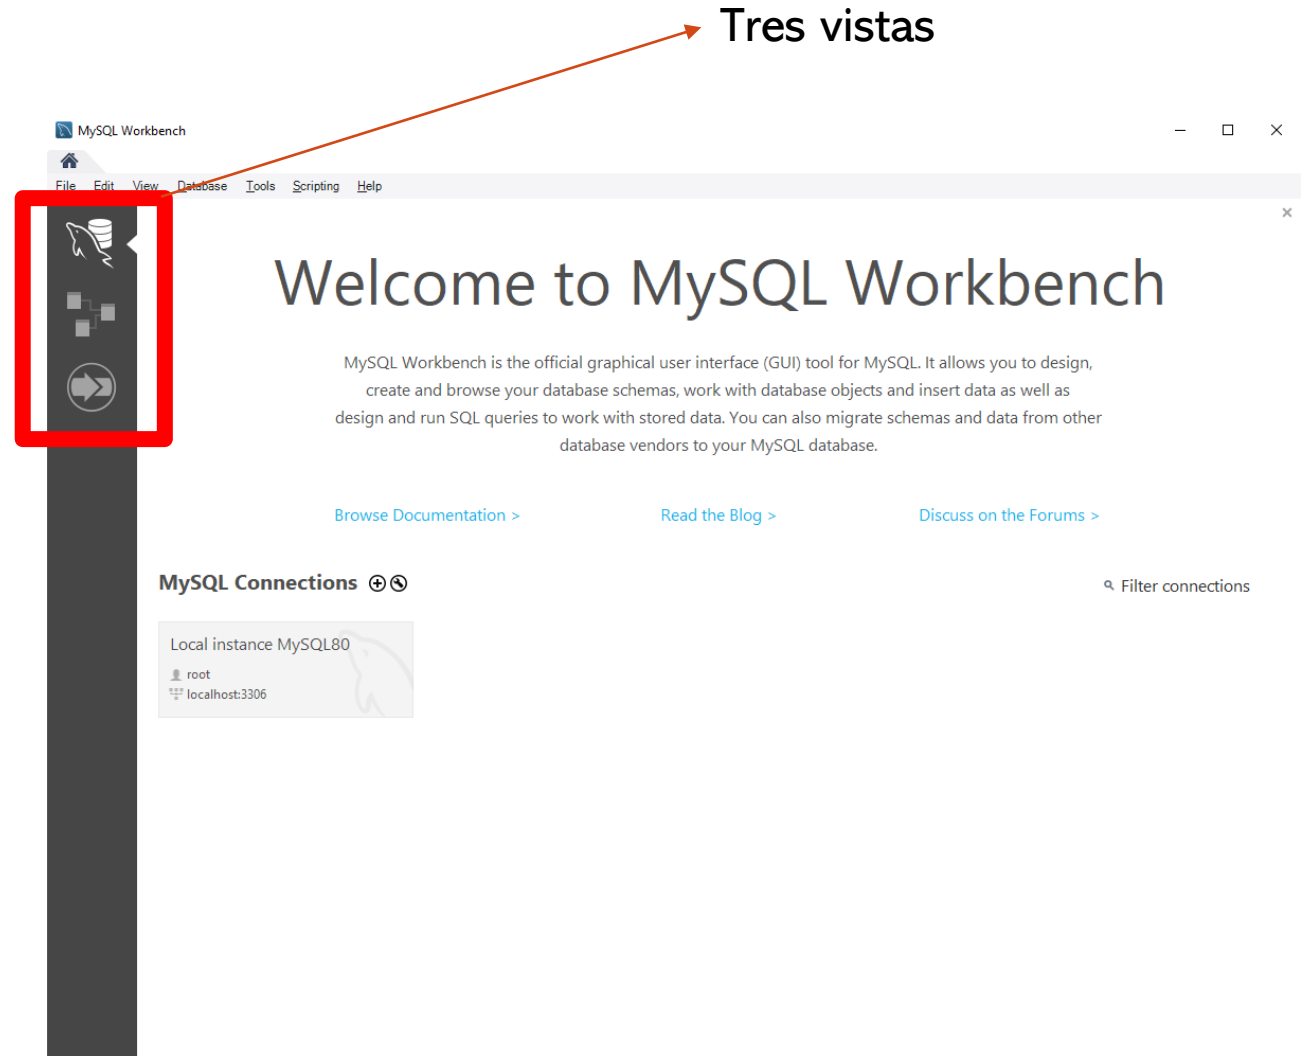 Tres vistas
MySQL Workbench
File Edit View Database Tools Scripting Help
Welcome to MySQL Workbench
MySQL Workbench is the official graphical user interface (GUI) tool for MySQL. It allows you to design,
create and browse your database schemas, work with database objects and insert data as well as
design and run SQL queries to work with stored data. You can also migrate schemas and data from other
database vendors to your MySQL database.
Browse Documentation > Read the Blog > Discuss on the Forums >
MySQL Connections Filter connections
Local instance MySQL80
root
localhost:3306